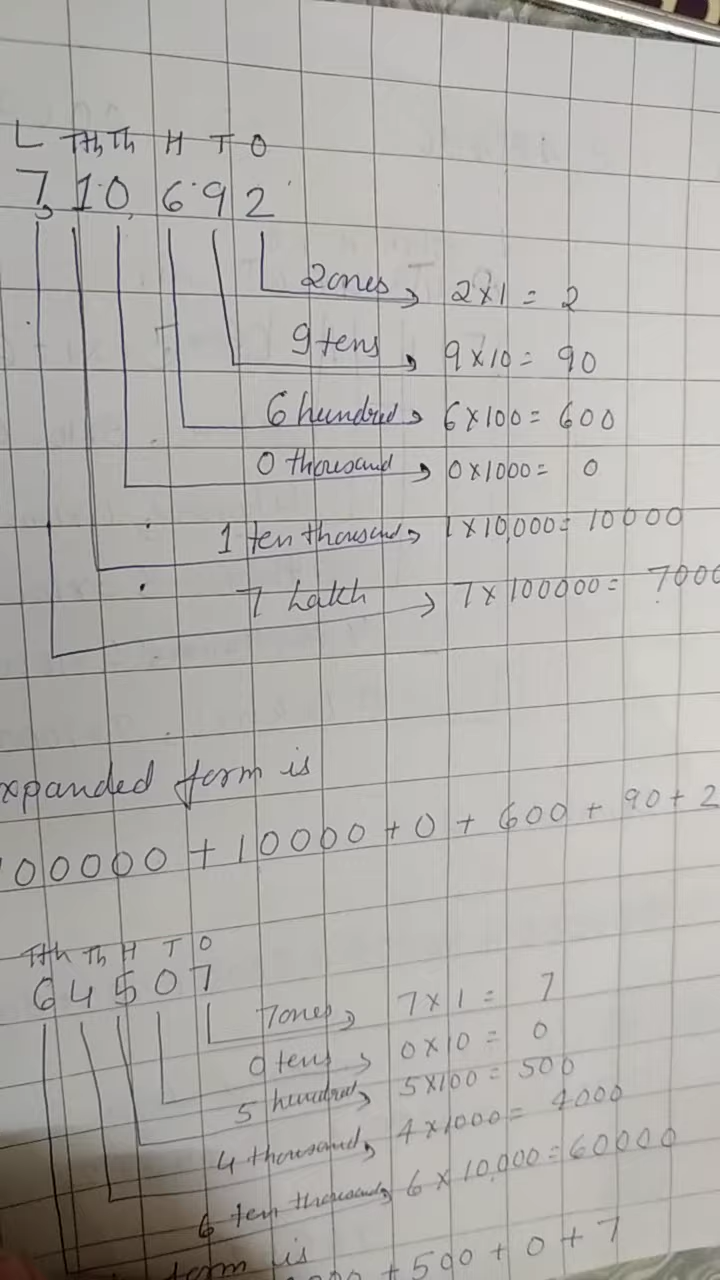 L TTh Th H T O
7,10,692
2ones → 2×1 = 2
9tens → 9×10 = 90
6 hundred → 6×100 = 600
0 thousand → 0×1000 = 0
1 ten thousand → 1×10,000 = 10000
7 Lakh → 7×100000 = 7000
xpanded form is
00000 + 10000 + 0 + 600 + 90 + 2
TTh Th H T O
64507
7ones → 7×1 = 7
0 tens → 0×10 = 0
5 hundred → 5×100 = 500
4 thousand → 4×1000 = 4000
6 ten thousand → 6×10,000 = 60000
form is
+ 500 + 0 + 7